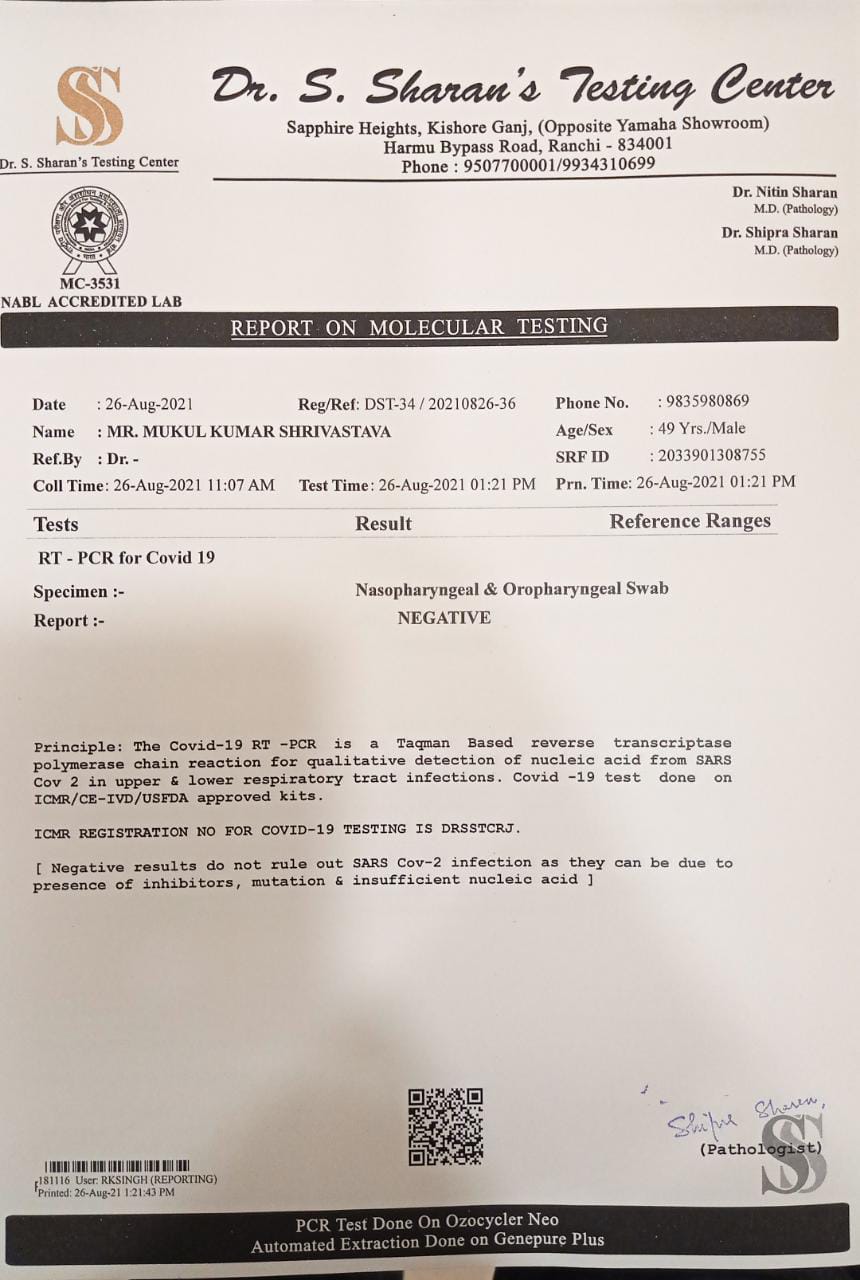 Dr. S. Sharan's Testing Center
Sapphire Heights, Kishore Ganj, (Opposite Yamaha Showroom)
Harmu Bypass Road, Ranchi - 834001
Phone : 9507700001/9934310699
SS
Dr. S. Sharan's Testing Center
Dr. Nitin Sharan
M.D. (Pathology)
Dr. Shipra Sharan
M.D. (Pathology)
MC-3531
NABL ACCREDITED LAB
REPORT ON MOLECULAR TESTING
Date : 26-Aug-2021 Reg/Ref: DST-34 / 20210826-36 Phone No. : 9835980869
Name : MR. MUKUL KUMAR SHRIVASTAVA Age/Sex : 49 Yrs./Male
Ref.By : Dr. - SRF ID : 2033901308755
Coll Time: 26-Aug-2021 11:07 AM Test Time: 26-Aug-2021 01:21 PM Prn. Time: 26-Aug-2021 01:21 PM
Tests Result Reference Ranges
RT - PCR for Covid 19
Specimen :- Nasopharyngeal & Oropharyngeal Swab
Report :- NEGATIVE
Principle: The Covid-19 RT -PCR is a Taqman Based reverse transcriptase
polymerase chain reaction for qualitative detection of nucleic acid from SARS
Cov 2 in upper & lower respiratory tract infections. Covid -19 test done on
ICMR/CE-IVD/USFDA approved kits.
ICMR REGISTRATION NO FOR COVID-19 TESTING IS DRSSTCRJ.
[ Negative results do not rule out SARS Cov-2 infection as they can be due to
presence of inhibitors, mutation & insufficient nucleic acid ]
Shipra Sharan,
(Pathologist)
SS
181116 User: RKSINGH (REPORTING)
Printed: 26-Aug-21 1:21:43 PM
PCR Test Done On Ozocycler Neo
Automated Extraction Done on Genepure Plus